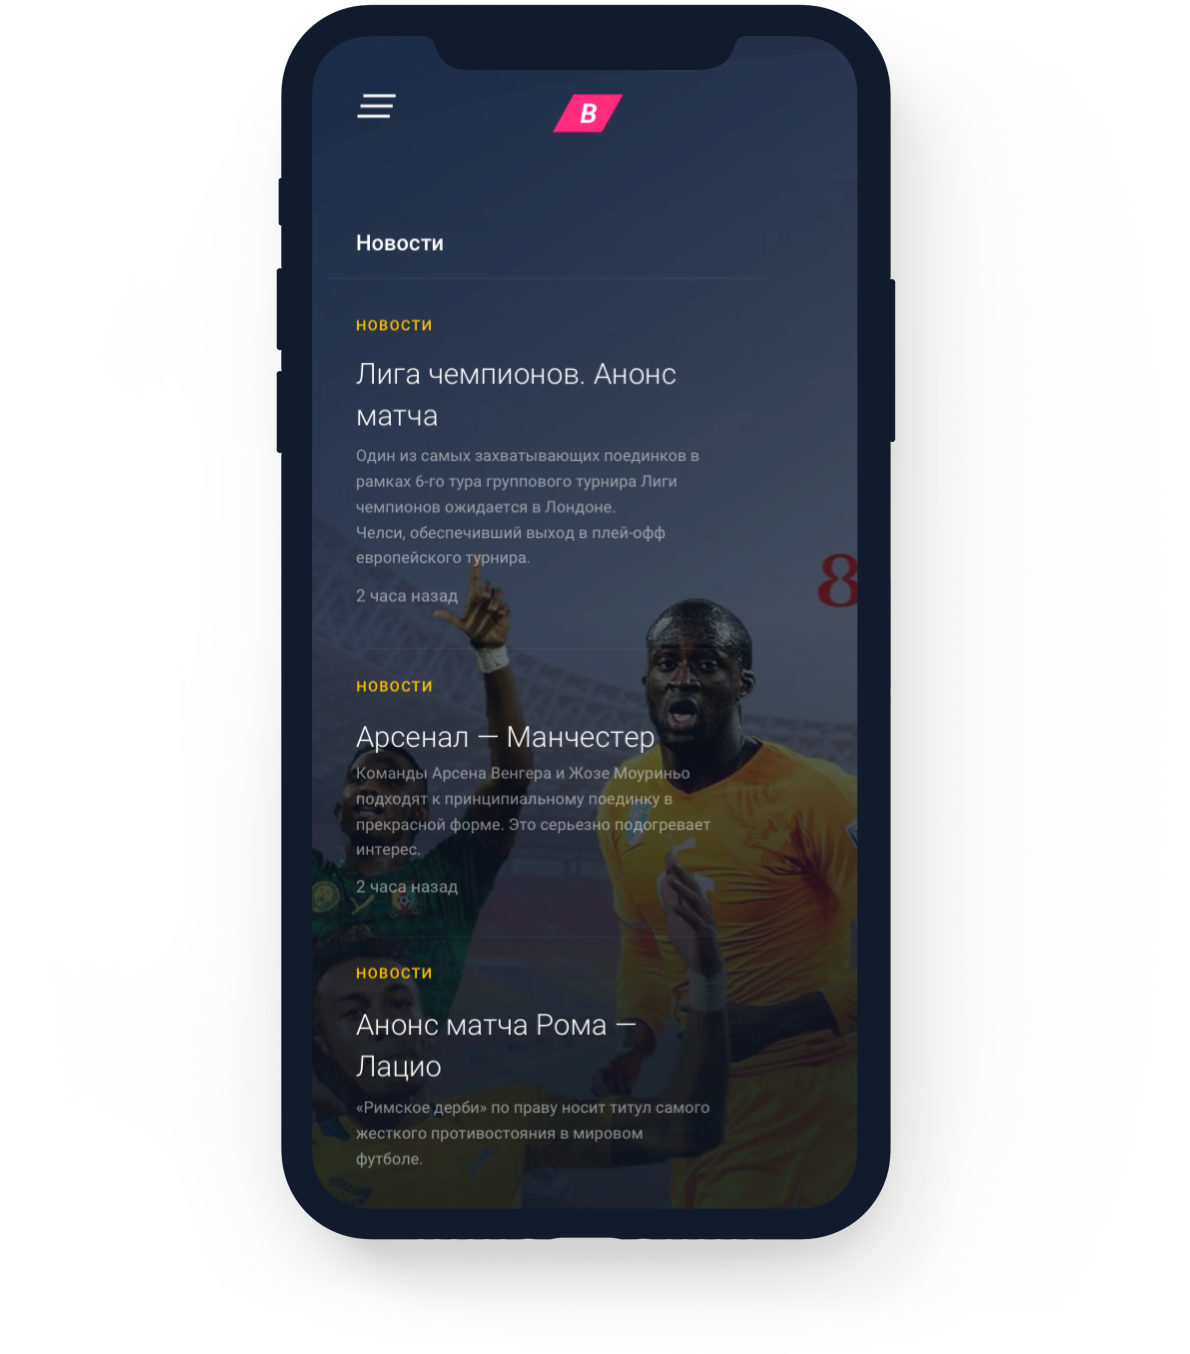 B
Новости
НОВОСТИ
Лига чемпионов. Анонс
матча
Один из самых захватывающих поединков в
рамках 6-го тура группового турнира Лиги
чемпионов ожидается в Лондоне.
Челси, обеспечивший выход в плей-офф
европейского турнира.
2 часа назад
8
НОВОСТИ
Арсенал — Манчестер
Команды Арсена Венгера и Жозе Моуриньо
подходят к принципиальному поединку в
прекрасной форме. Это серьезно подогревает
интерес.
2 часа назад
НОВОСТИ
Анонс матча Рома —
Лацио
«Римское дерби» по праву носит титул самого
жесткого противостояния в мировом
футболе.